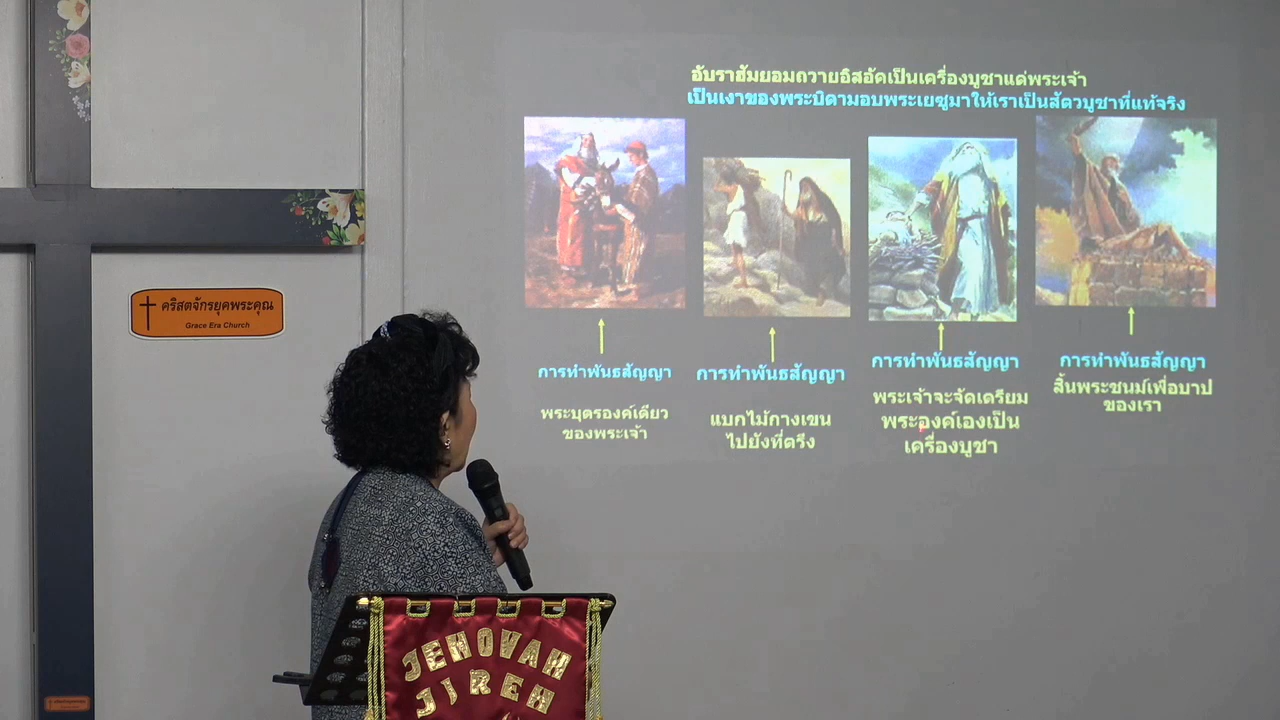 อับราฮัมยอมถวายอิสอัคเป็นเครื่องบูชาแด่พระเจ้า
เป็นเงาของพระบิดามอบพระเยซูมาให้เราเป็นสัตวบูชาที่แท้จริง
คริสตจักรยุคพระคุณ
Grace Era Church
การทำพันธสัญญา
พระบุตรองค์เดียว
ของพระเจ้า
การทำพันธสัญญา
แบกไม้กางเขน
ไปยังที่ตรึง
การทำพันธสัญญา
พระเจ้าจะจัดเตรียม
พระองค์เองเป็น
เครื่องบูชา
การทำพันธสัญญา
สิ้นพระชนม์เพื่อบาป
ของเรา
JEHOVAH
JIREH